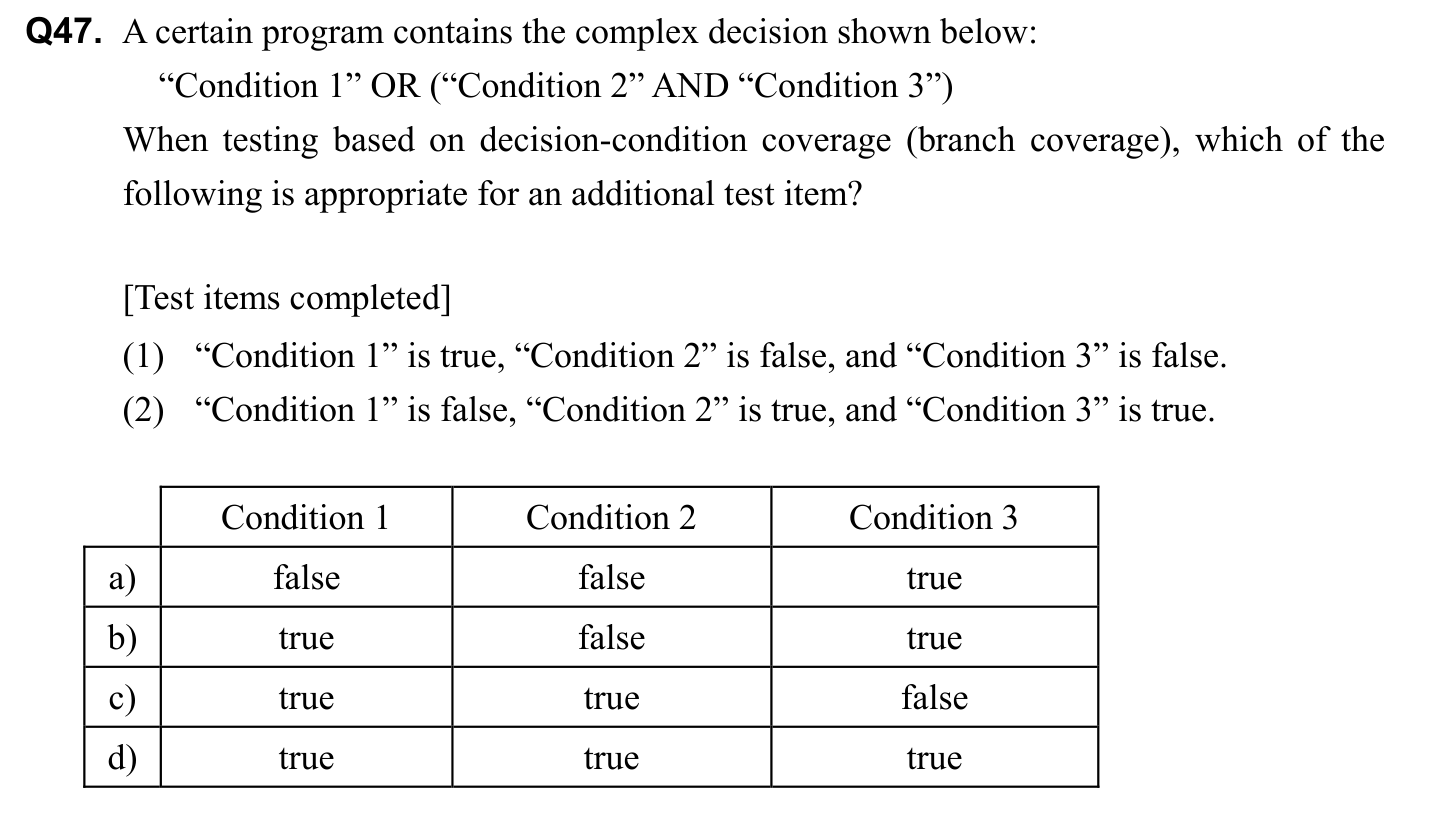 Q47. A certain program contains the complex decision shown below:
“Condition 1” OR (“Condition 2” AND “Condition 3”)
When testing based on decision-condition coverage (branch coverage), which of the
following is appropriate for an additional test item?
[Test items completed]
(1) “Condition 1” is true, “Condition 2” is false, and “Condition 3” is false.
(2) “Condition 1” is false, “Condition 2” is true, and “Condition 3” is true.
Condition 1 Condition 2 Condition 3
a) false false true
b) true false true
c) true true false
d) true true true